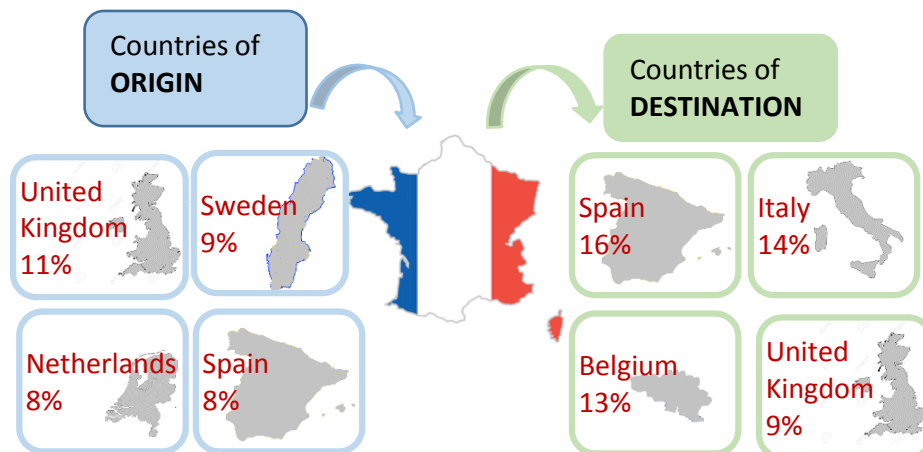 Countries of
ORIGIN
Countries of
DESTINATION
United
Kingdom
11%
Sweden
9%
Spain
16%
Italy
14%
Netherlands
8%
Spain
8%
Belgium
13%
United
Kingdom
9%